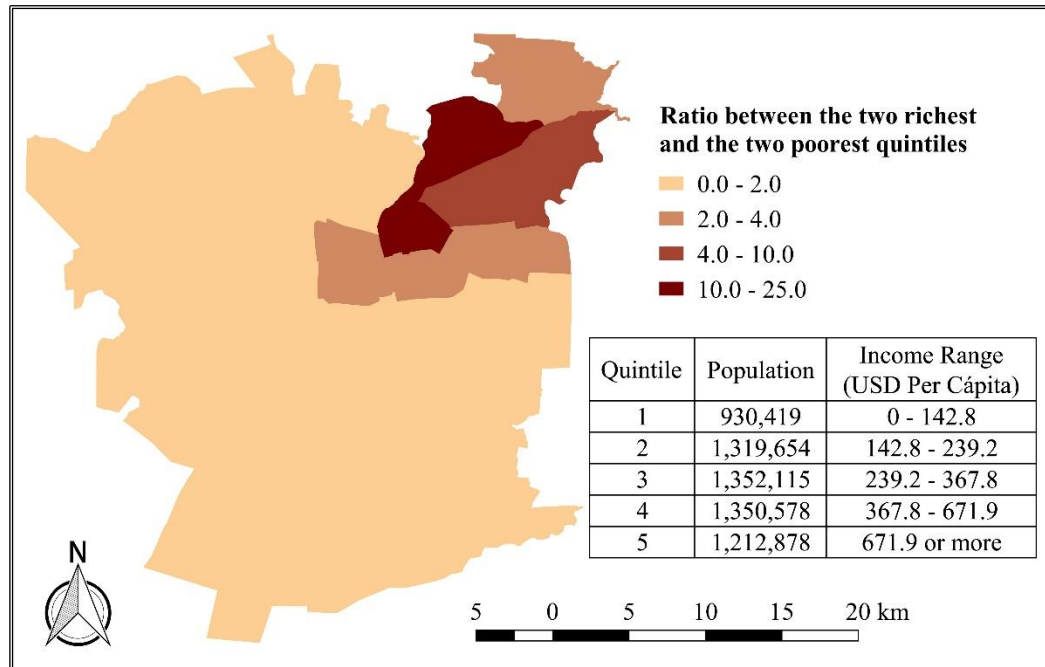 Ratio between the two richest
and the two poorest quintiles
0.0 - 2.0
2.0 - 4.0
4.0 - 10.0
10.0 - 25.0
Quintile Population Income Range
(USD Per Cápita)
1 930,419 0 - 142.8
2 1,319,654 142.8 - 239.2
3 1,352,115 239.2 - 367.8
4 1,350,578 367.8 - 671.9
5 1,212,878 671.9 or more
N
5 0 5 10 15 20 km